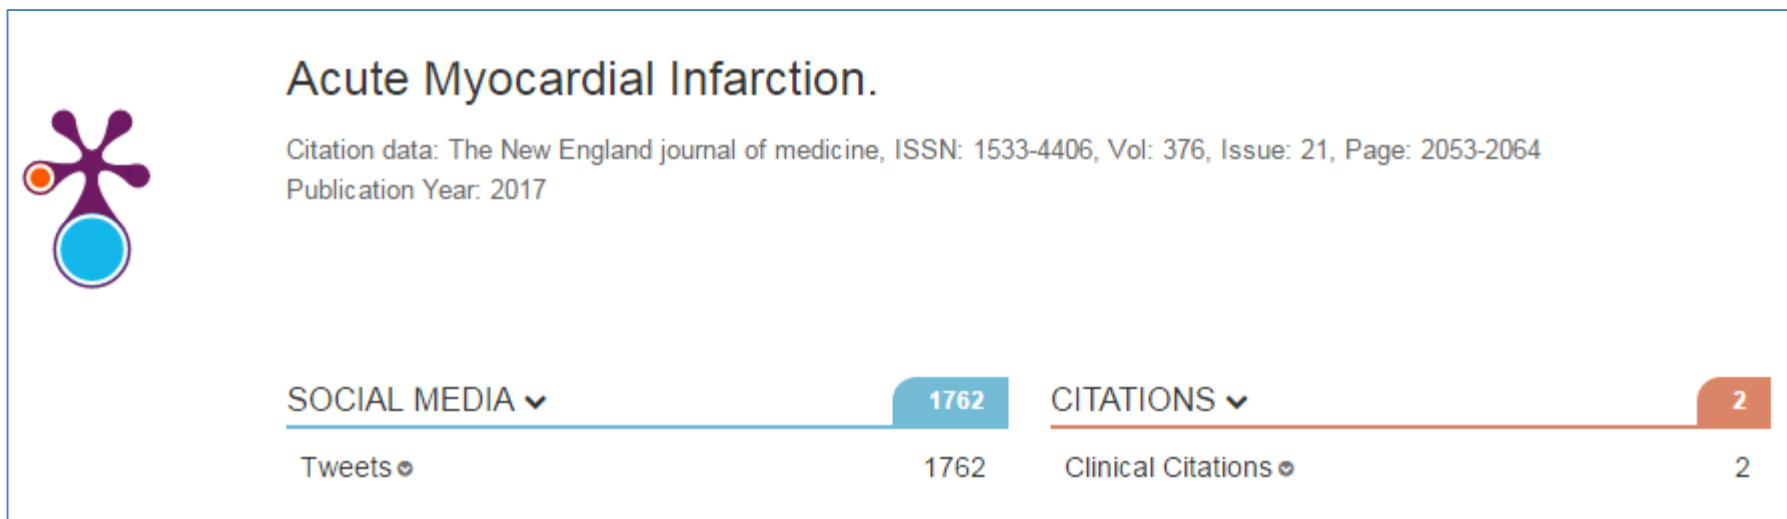 Acute Myocardial Infarction.
Citation data: The New England journal of medicine, ISSN: 1533-4406, Vol: 376, Issue: 21, Page: 2053-2064
Publication Year: 2017
SOCIAL MEDIA 1762
Tweets 1762
CITATIONS 2
Clinical Citations 2